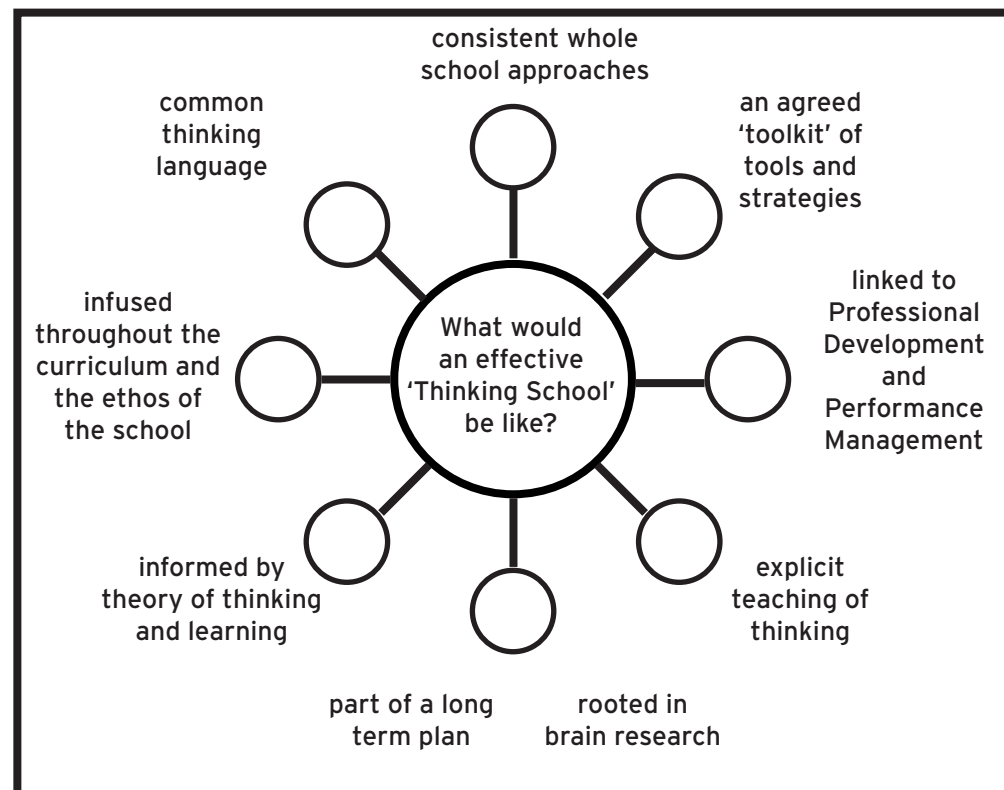 consistent whole
school approaches
common
thinking
language
an agreed
‘toolkit’ of
tools and
strategies
infused
throughout the
curriculum and
the ethos of
the school
What would
an effective
‘Thinking School’
be like?
linked to
Professional
Development
and
Performance
Management
informed by
theory of thinking
and learning
explicit
teaching of
thinking
part of a long
term plan
rooted in
brain research